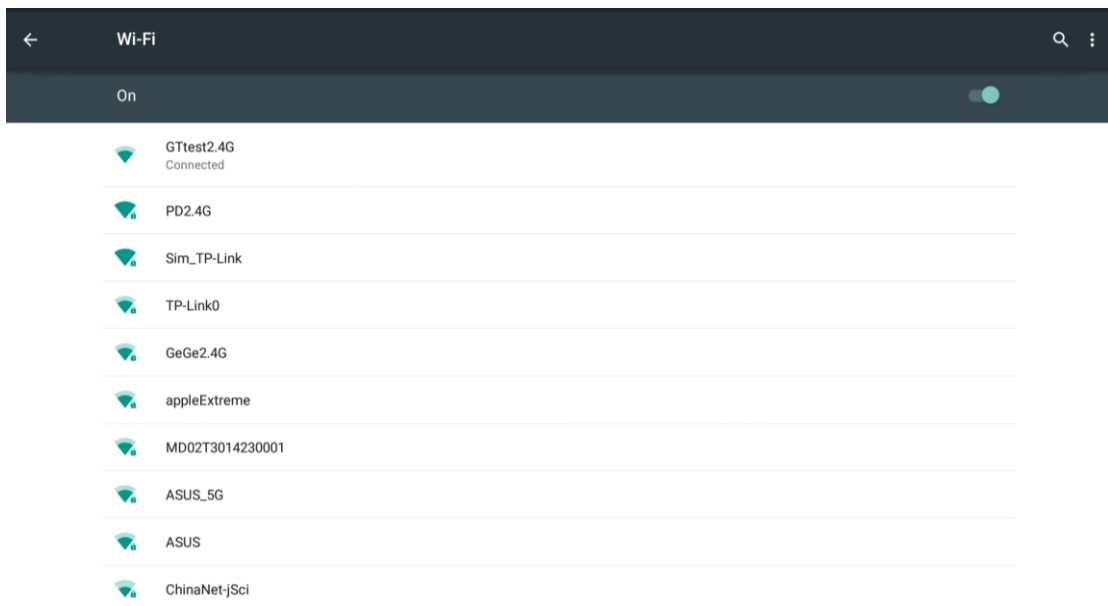 Wi-Fi
On
GTtest2.4G
Connected
PD2.4G
Sim_TP-Link
TP-Link0
GeGe2.4G
appleExtreme
MD02T3014230001
ASUS_5G
ASUS
ChinaNet-jSci